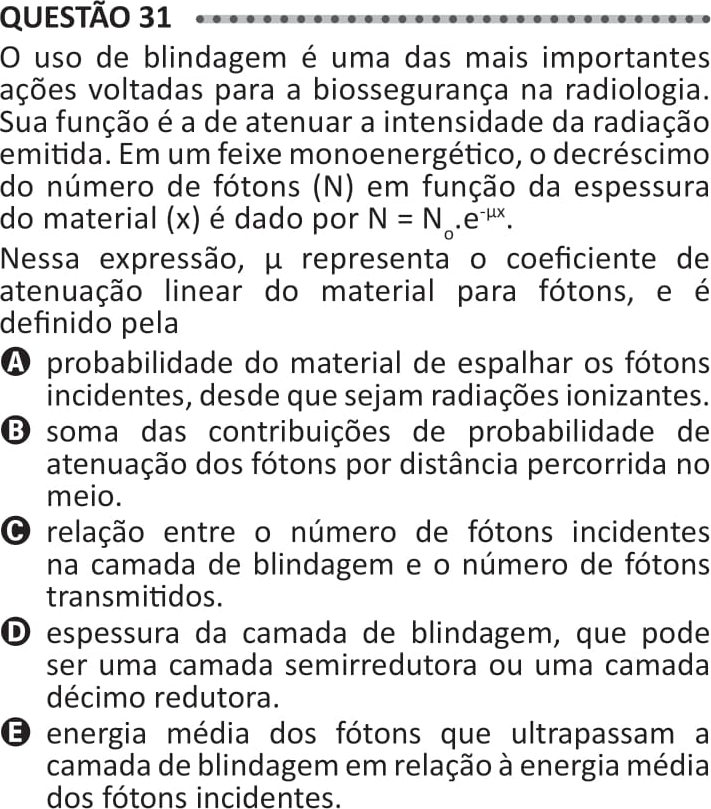 QUESTÃO 31
O uso de blindagem é uma das mais importantes
ações voltadas para a biossegurança na radiologia.
Sua função é a de atenuar a intensidade da radiação
emitida. Em um feixe monoenergético, o decréscimo
do número de fótons (N) em função da espessura
do material (x) é dado por N = Nₒ.e⁻ᵘˣ.
Nessa expressão, µ representa o coeficiente de
atenuação linear do material para fótons, e é
definido pela
A probabilidade do material de espalhar os fótons
incidentes, desde que sejam radiações ionizantes.
B soma das contribuições de probabilidade de
atenuação dos fótons por distância percorrida no
meio.
C relação entre o número de fótons incidentes
na camada de blindagem e o número de fótons
transmitidos.
D espessura da camada de blindagem, que pode
ser uma camada semirredutora ou uma camada
décimo redutora.
E energia média dos fótons que ultrapassam a
camada de blindagem em relação à energia média
dos fótons incidentes.